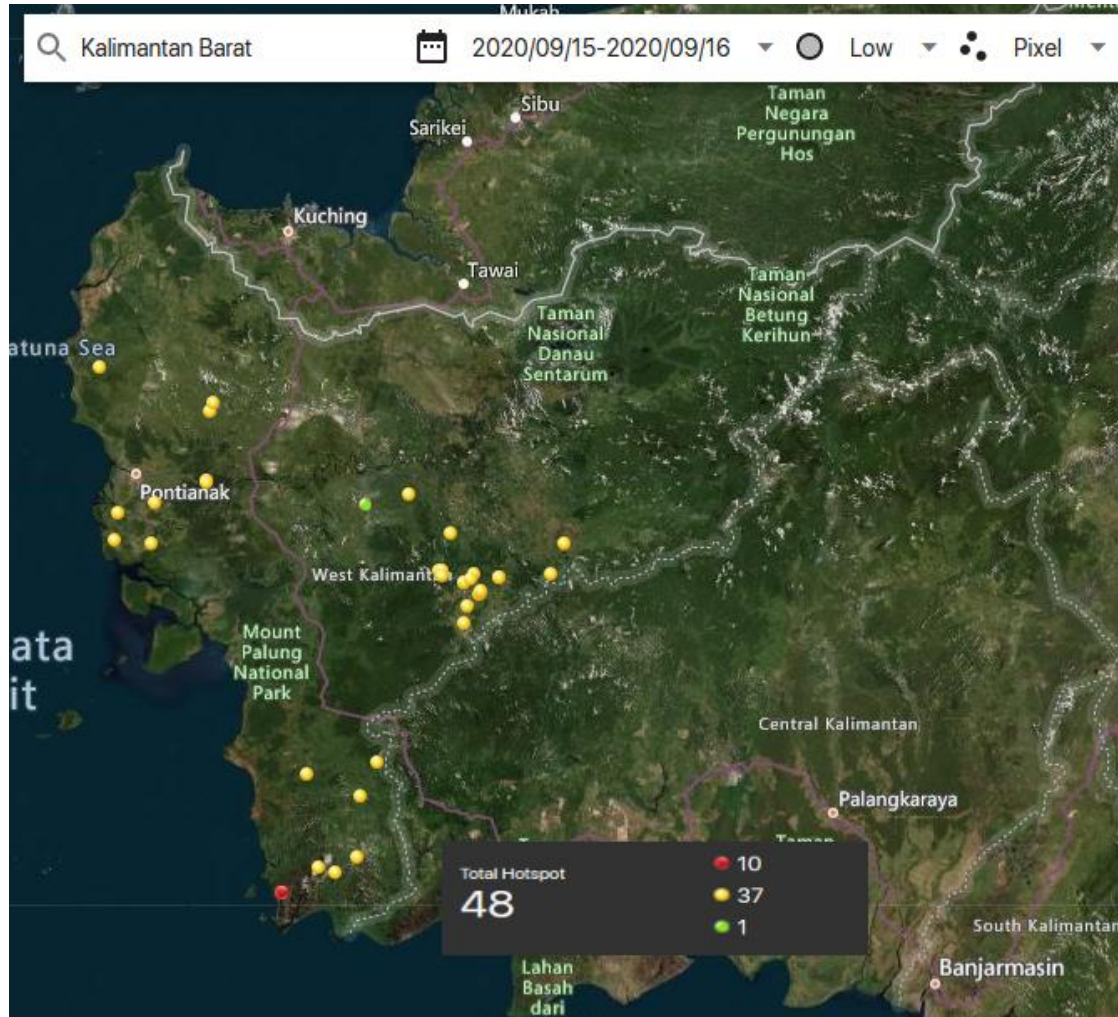 Mukah
Kalimantan Barat
2020/09/15-2020/09/16
Low
Pixel
Sibu
Sarikei
Taman
Negara
Pergunungan
Hos
Kuching
Tawai
Taman
Nasional
Danau
Sentarum
Taman
Nasional
Betung
Kerihun
atuna Sea
Pontianak
West Kalimantan
Mount
Palung
National
Park
ata
it
Central Kalimantan
Palangkaraya
Taman
Total Hotspot
48
10
37
1
South Kalimantan
Banjarmasin
Lahan
Basah
dari